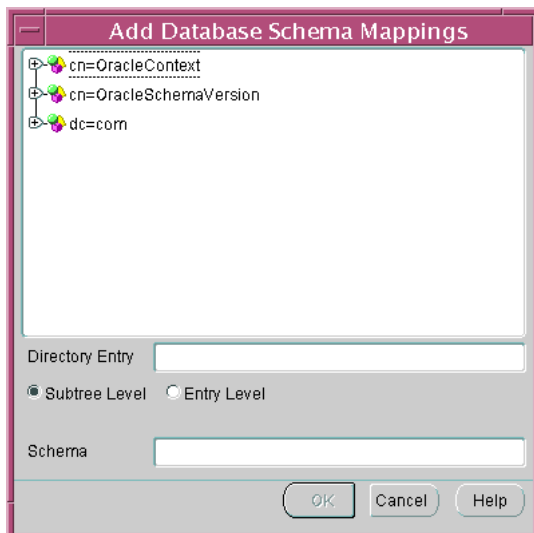 Add Database Schema Mappings
cn=OracleContext
cn=OracleSchemaVersion
dc=com
Directory Entry
Subtree Level Entry Level
Schema
OK Cancel Help